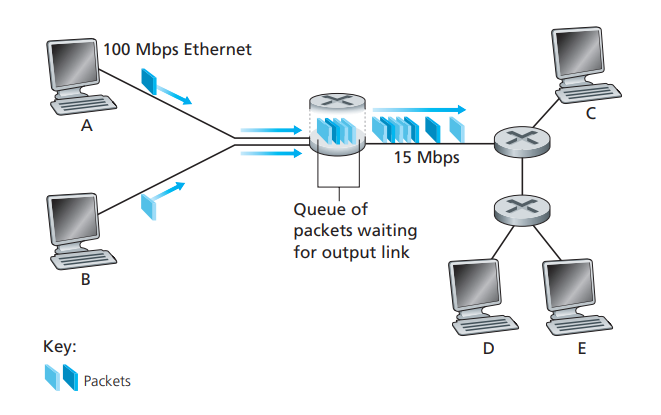 100 Mbps Ethernet
A
C
15 Mbps
Queue of
packets waiting
for output link
B
D
E
Key:
Packets